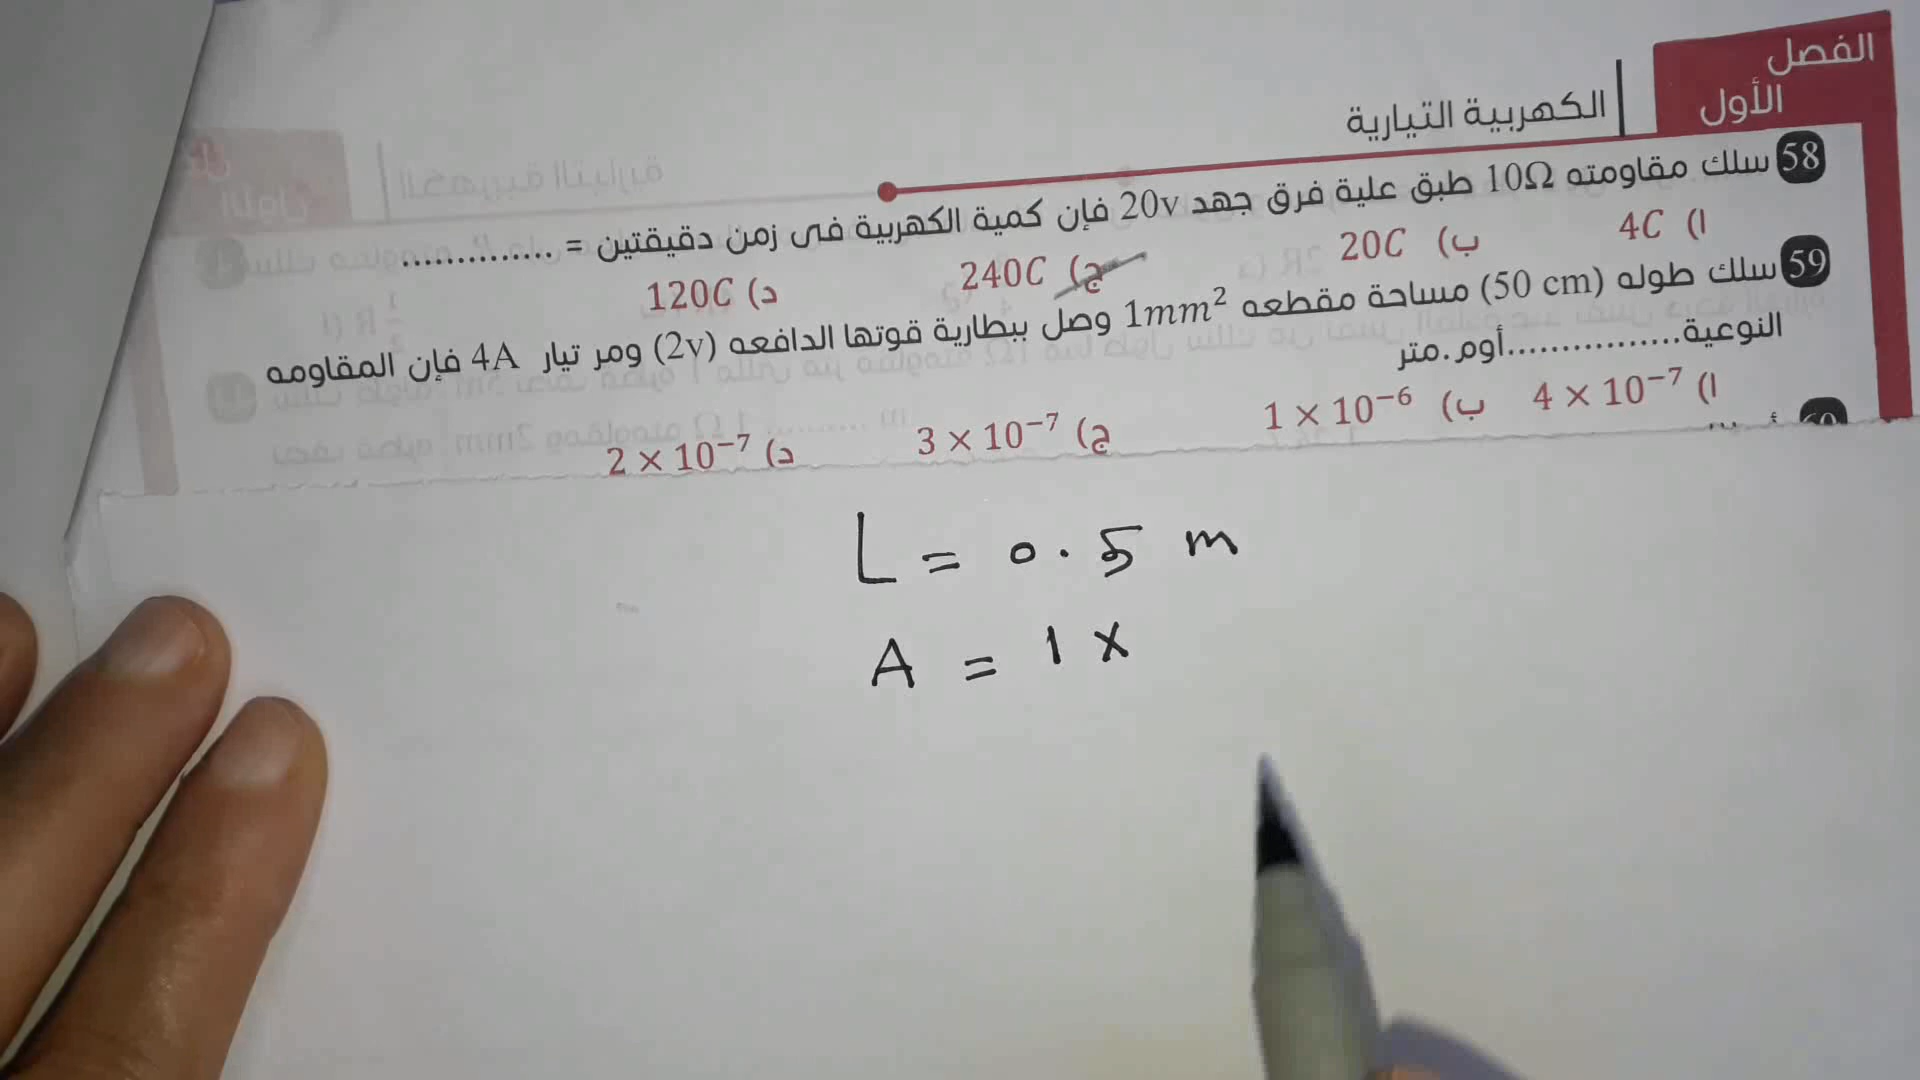 الفصل
الأول
الكهربية التيارية
58 سلك مقاومته 10Ω طبق علية فرق جهد 20v فإن كمية الكهربية فى زمن دقيقتين = ..............
ا) 4C ب) 20C ج) 240C د) 120C
59 سلك طوله (50 cm) مساحة مقطعه 1mm² وصل ببطارية قوتها الدافعه (2v) ومر تيار 4A فإن المقاومه
النوعية................أوم.متر
ا) 4 × 10⁻⁷ ب) 1 × 10⁻⁶ ج) 3 × 10⁻⁷ د) 2 × 10⁻⁷
L = 0.5 m
A = 1 x